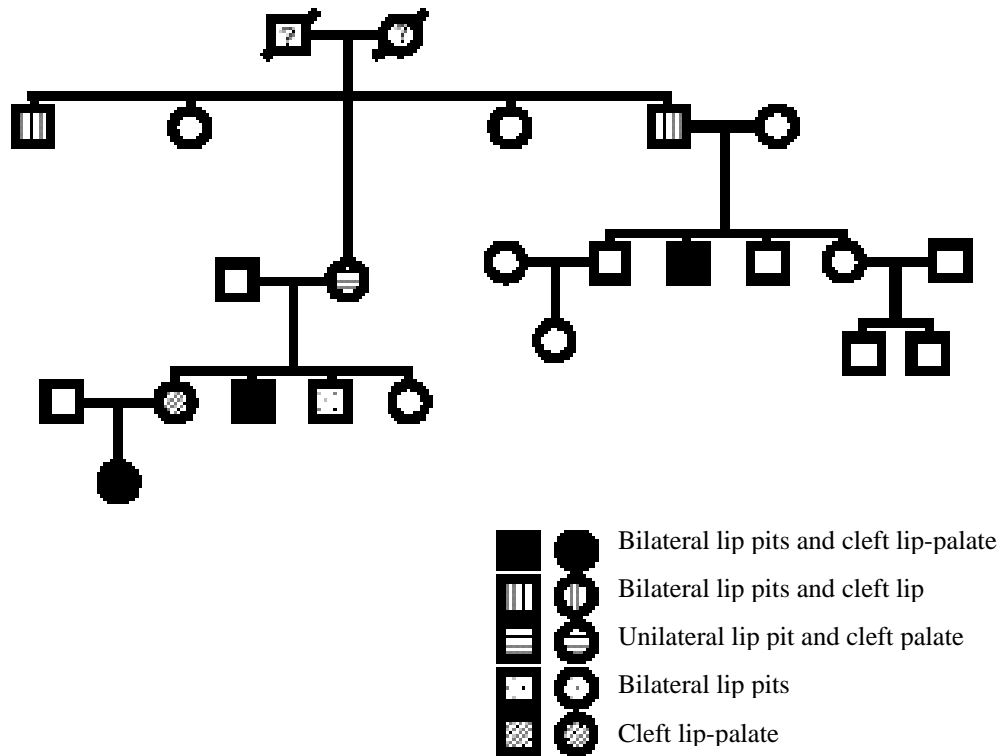 ? ?
Bilateral lip pits and cleft lip-palate
Bilateral lip pits and cleft lip
Unilateral lip pit and cleft palate
Bilateral lip pits
Cleft lip-palate